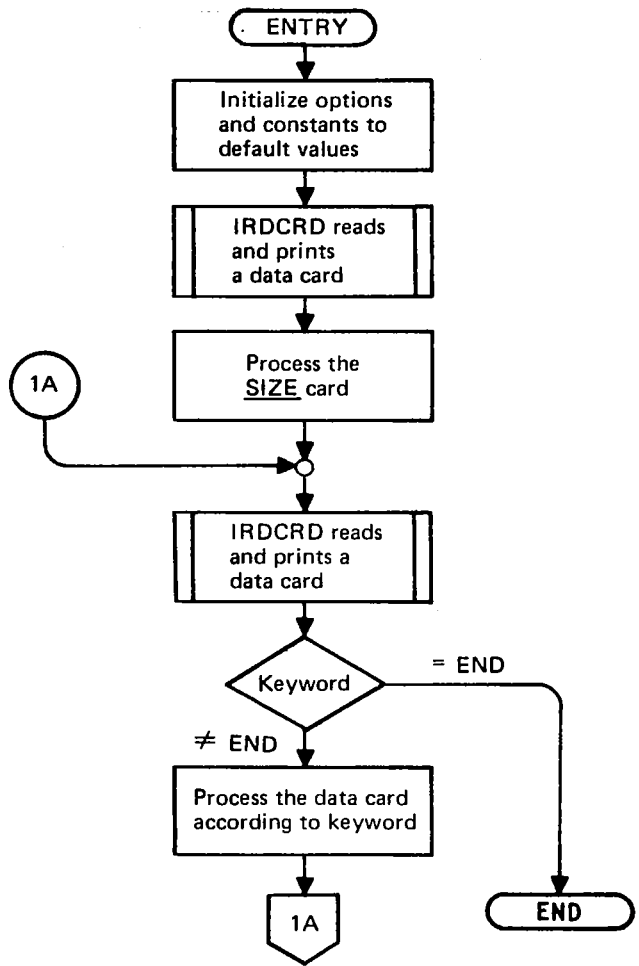 ENTRY
Initialize options
and constants to
default values
IRDCRD reads
and prints
a data card
Process the
SIZE card
1A
IRDCRD reads
and prints a
data card
Keyword
= END
≠ END
Process the data card
according to keyword
1A
END